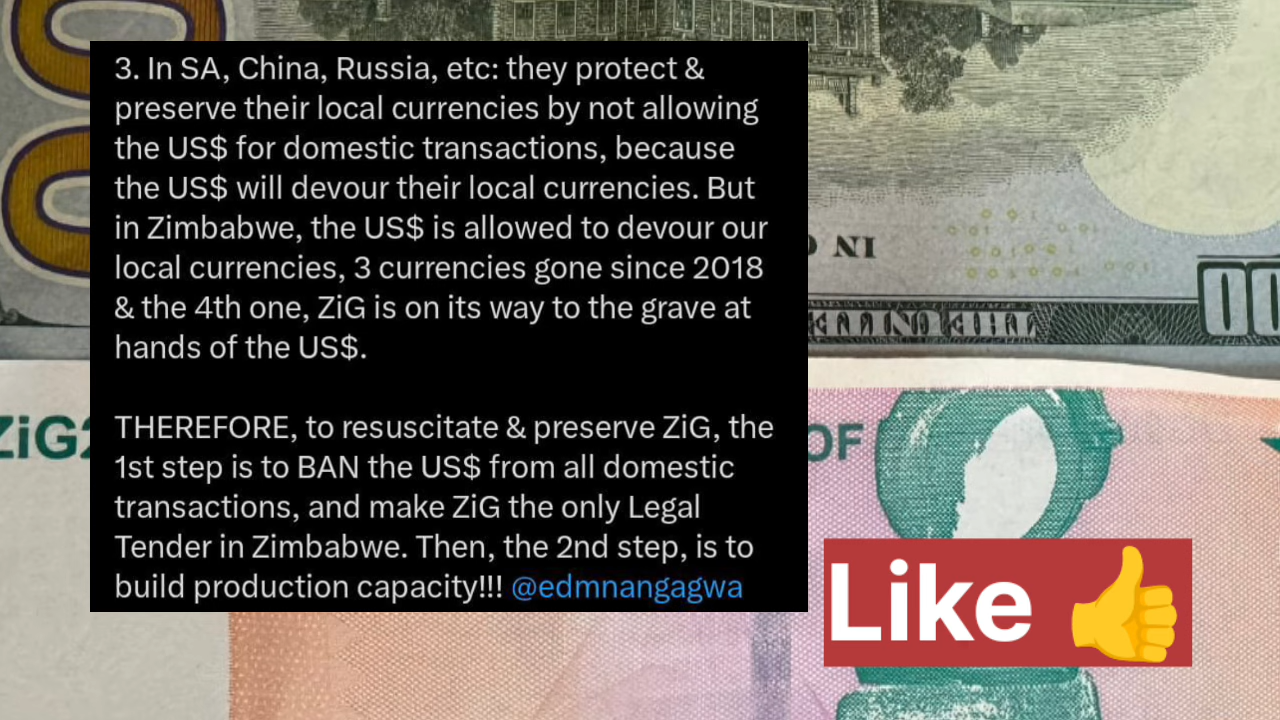 3. In SA, China, Russia, etc: they protect &
preserve their local currencies by not allowing
the US$ for domestic transactions, because
the US$ will devour their local currencies. But
in Zimbabwe, the US$ is allowed to devour our
local currencies, 3 currencies gone since 2018
& the 4th one, ZiG is on its way to the grave at
hands of the US$.
THEREFORE, to resuscitate & preserve ZiG, the
1st step is to BAN the US$ from all domestic
transactions, and make ZiG the only Legal
Tender in Zimbabwe. Then, the 2nd step, is to
build production capacity!!! @edmnangagwa
IN
ZiG2
OF
Like 👍